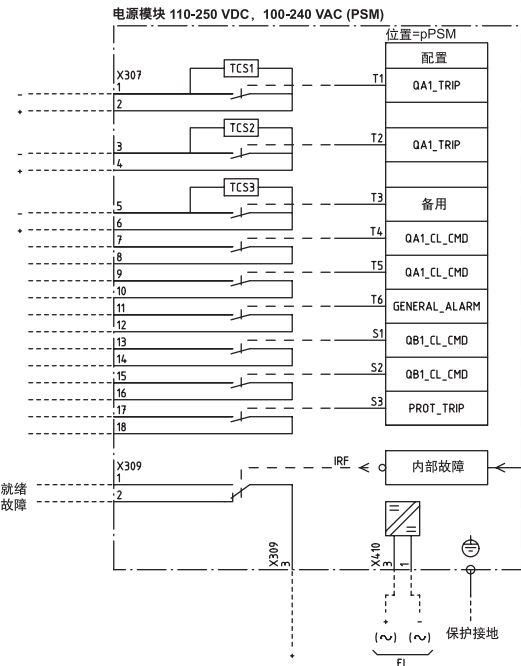 电源模块 110-250 VDC，100-240 VAC (PSM)
位置=pPSM
配置
X307
TCS1
1
2
-
+
T1
QA1_TRIP
TCS2
3
4
-
+
T2
QA1_TRIP
TCS3
5
6
-
+
T3
备用
7
8
T4
QA1_CL_CMD
9
10
T5
QA1_CL_CMD
11
12
T6
GENERAL_ALARM
13
14
S1
QB1_CL_CMD
15
16
S2
QB1_CL_CMD
17
18
S3
PROT_TRIP
X309
1
2
就绪
故障
IRF
内部故障
X309
3
X410
3
1
+
-
(~)
(~)
保护接地